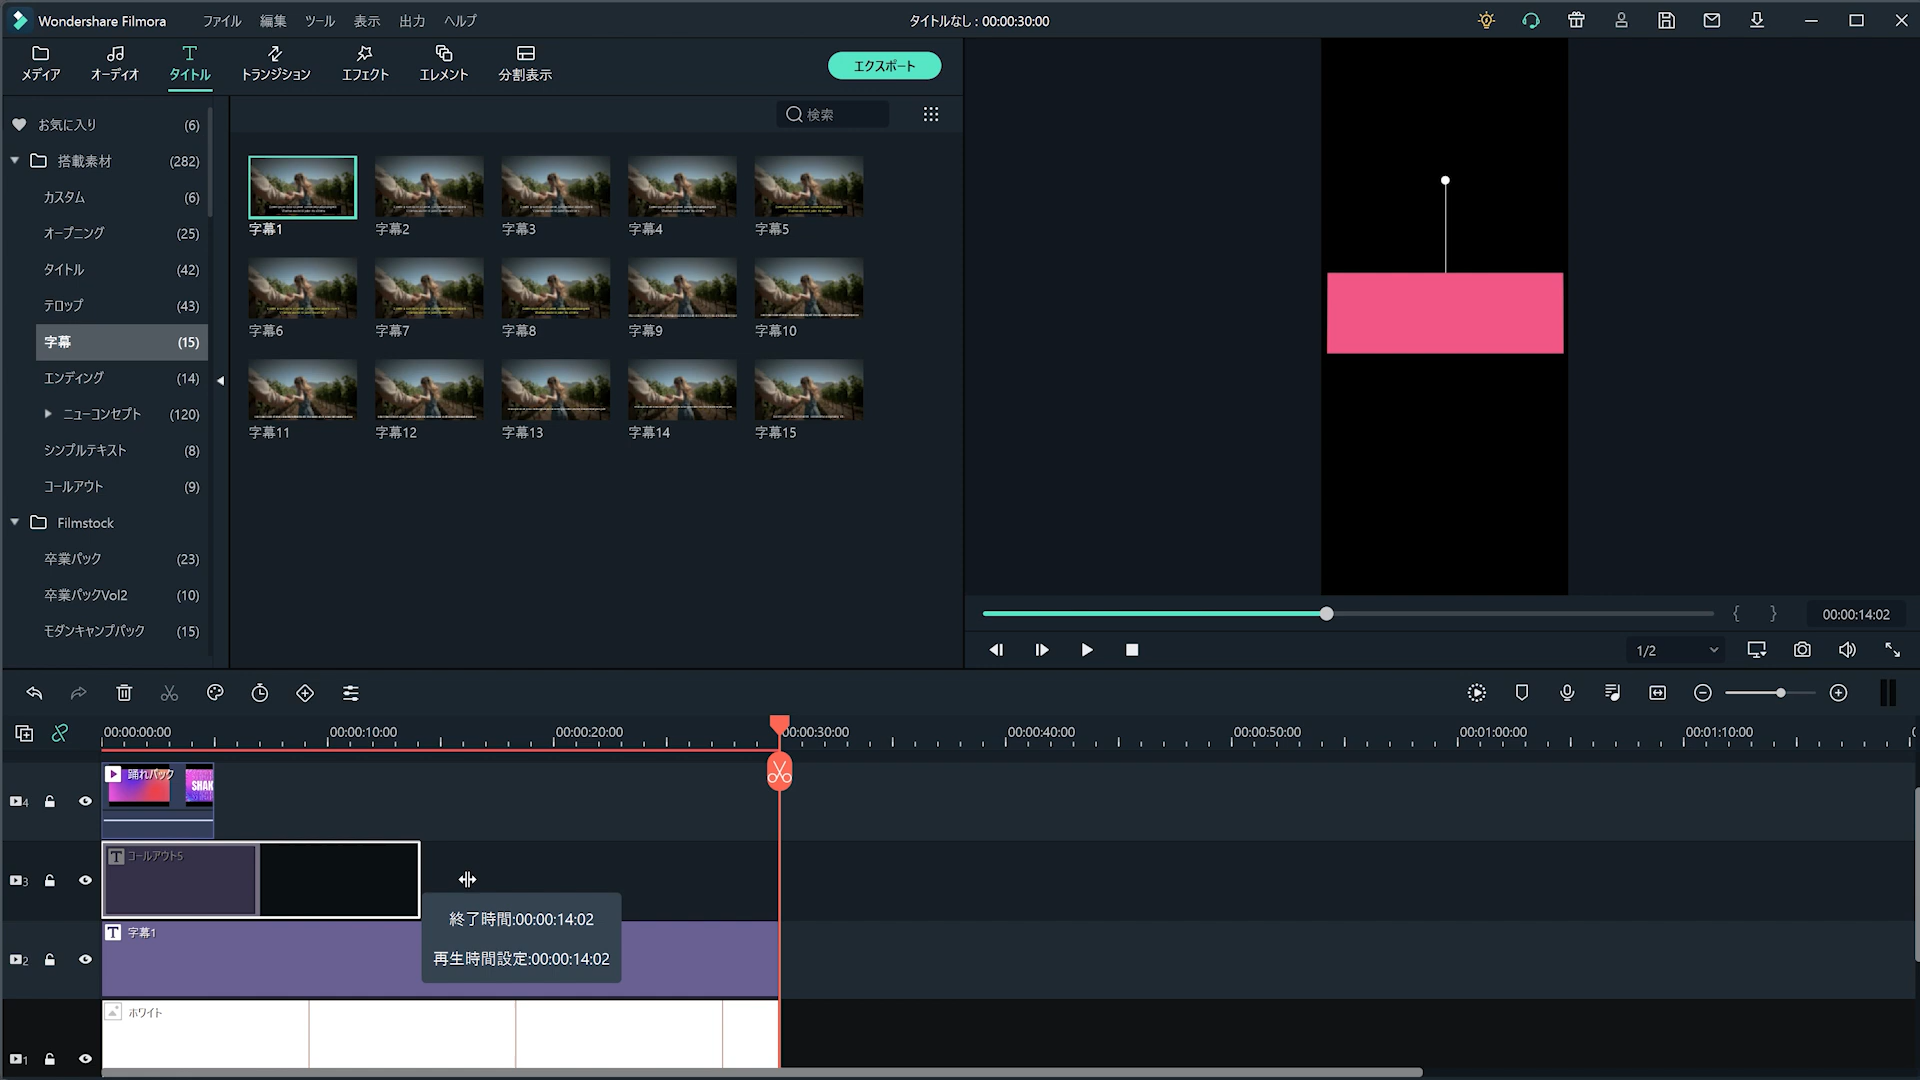 Wondershare Filmora
ファイル 編集 ツール 表示 出力 ヘルプ
タイトルなし : 00:00:30:00
メディア オーディオ タイトル トランジション エフェクト エレメント 分割表示
エクスポート
検索
お気に入り (6)
搭載素材 (282)
カスタム (6)
オープニング (25)
タイトル (42)
テロップ (43)
字幕 (15)
エンディング (14)
ニューコンセプト (120)
シンプルテキスト (8)
コールアウト (9)
Filmstock
卒業パック (23)
卒業パックVol2 (10)
モダンキャンプパック (15)
字幕1 字幕2 字幕3 字幕4 字幕5
字幕6 字幕7 字幕8 字幕9 字幕10
字幕11 字幕12 字幕13 字幕14 字幕15
{ } 00:00:14:02
1/2
00:00:00:00 00:00:10:00 00:00:20:00 00:00:30:00 00:00:40:00 00:00:50:00 00:01:00:00 00:01:10:00
4
踊れパック
SHAK
3
コールアウト5
終了時間:00:00:14:02
再生時間設定:00:00:14:02
2
字幕1
1
ホワイト